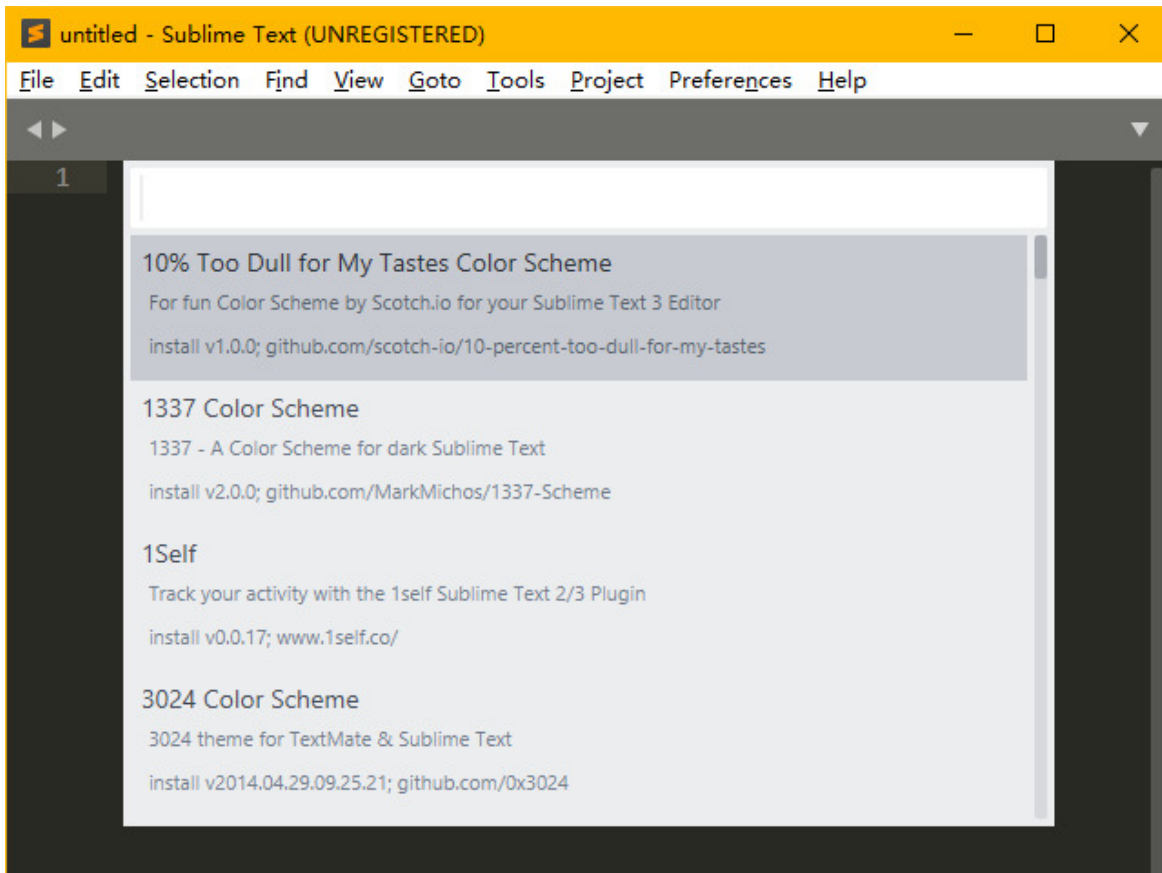 untitled - Sublime Text (UNREGISTERED)
File Edit Selection Find View Goto Tools Project Preferences Help
1
10% Too Dull for My Tastes Color Scheme
For fun Color Scheme by Scotch.io for your Sublime Text 3 Editor
install v1.0.0; github.com/scotch-io/10-percent-too-dull-for-my-tastes
1337 Color Scheme
1337 - A Color Scheme for dark Sublime Text
install v2.0.0; github.com/MarkMichos/1337-Scheme
1Self
Track your activity with the 1self Sublime Text 2/3 Plugin
install v0.0.17; www.1self.co/
3024 Color Scheme
3024 theme for TextMate & Sublime Text
install v2014.04.29.09.25.21; github.com/0x3024